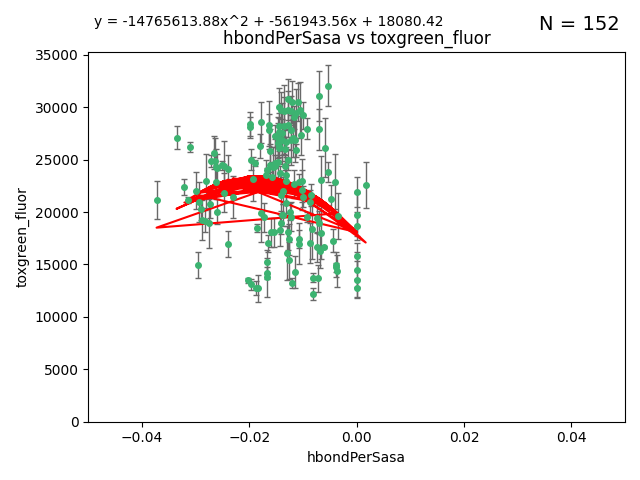 y = -14765613.88x^2 + -561943.56x + 18080.42
N = 152
hbondPerSasa vs toxgreen_fluor
35000
30000
25000
20000
15000
10000
5000
0
toxgreen_fluor
−0.04
−0.02
0.00
0.02
0.04
hbondPerSasa